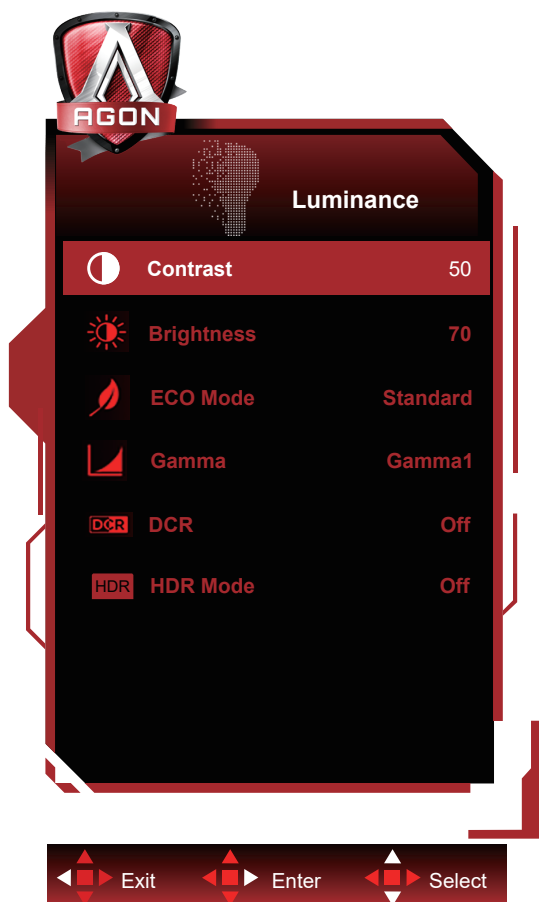 AGON
Luminance
Contrast 50
Brightness 70
ECO Mode Standard
Gamma Gamma1
DCR DCR Off
HDR HDR Mode Off
Exit Enter Select